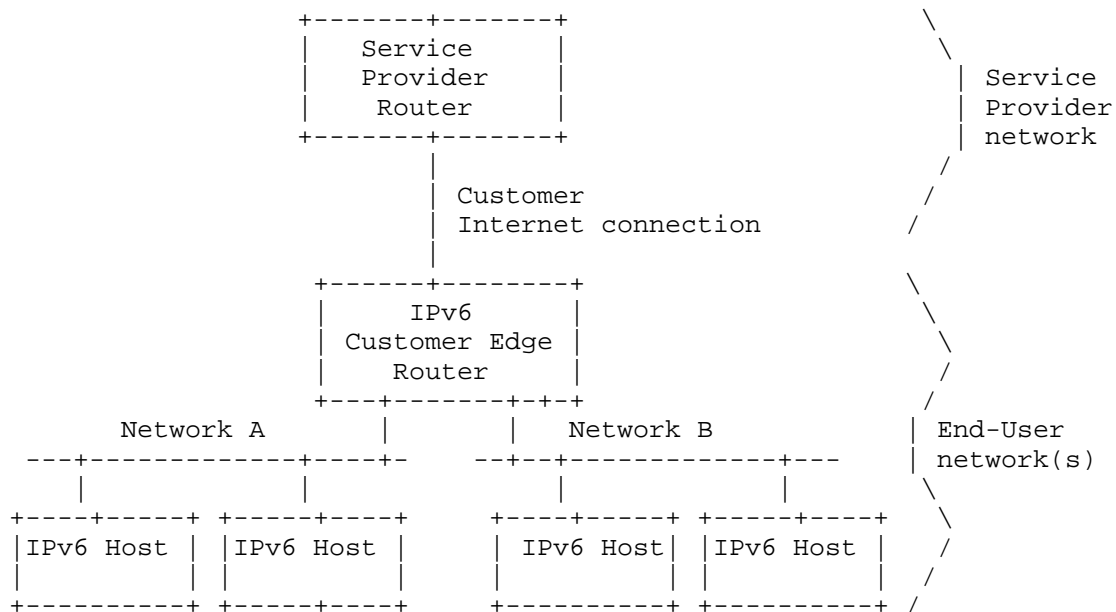 Service
Provider
Router
Service
Provider
network
Customer
Internet connection
IPv6
Customer Edge
Router
Network A
Network B
End-User
network(s)
IPv6 Host
IPv6 Host
IPv6 Host
IPv6 Host